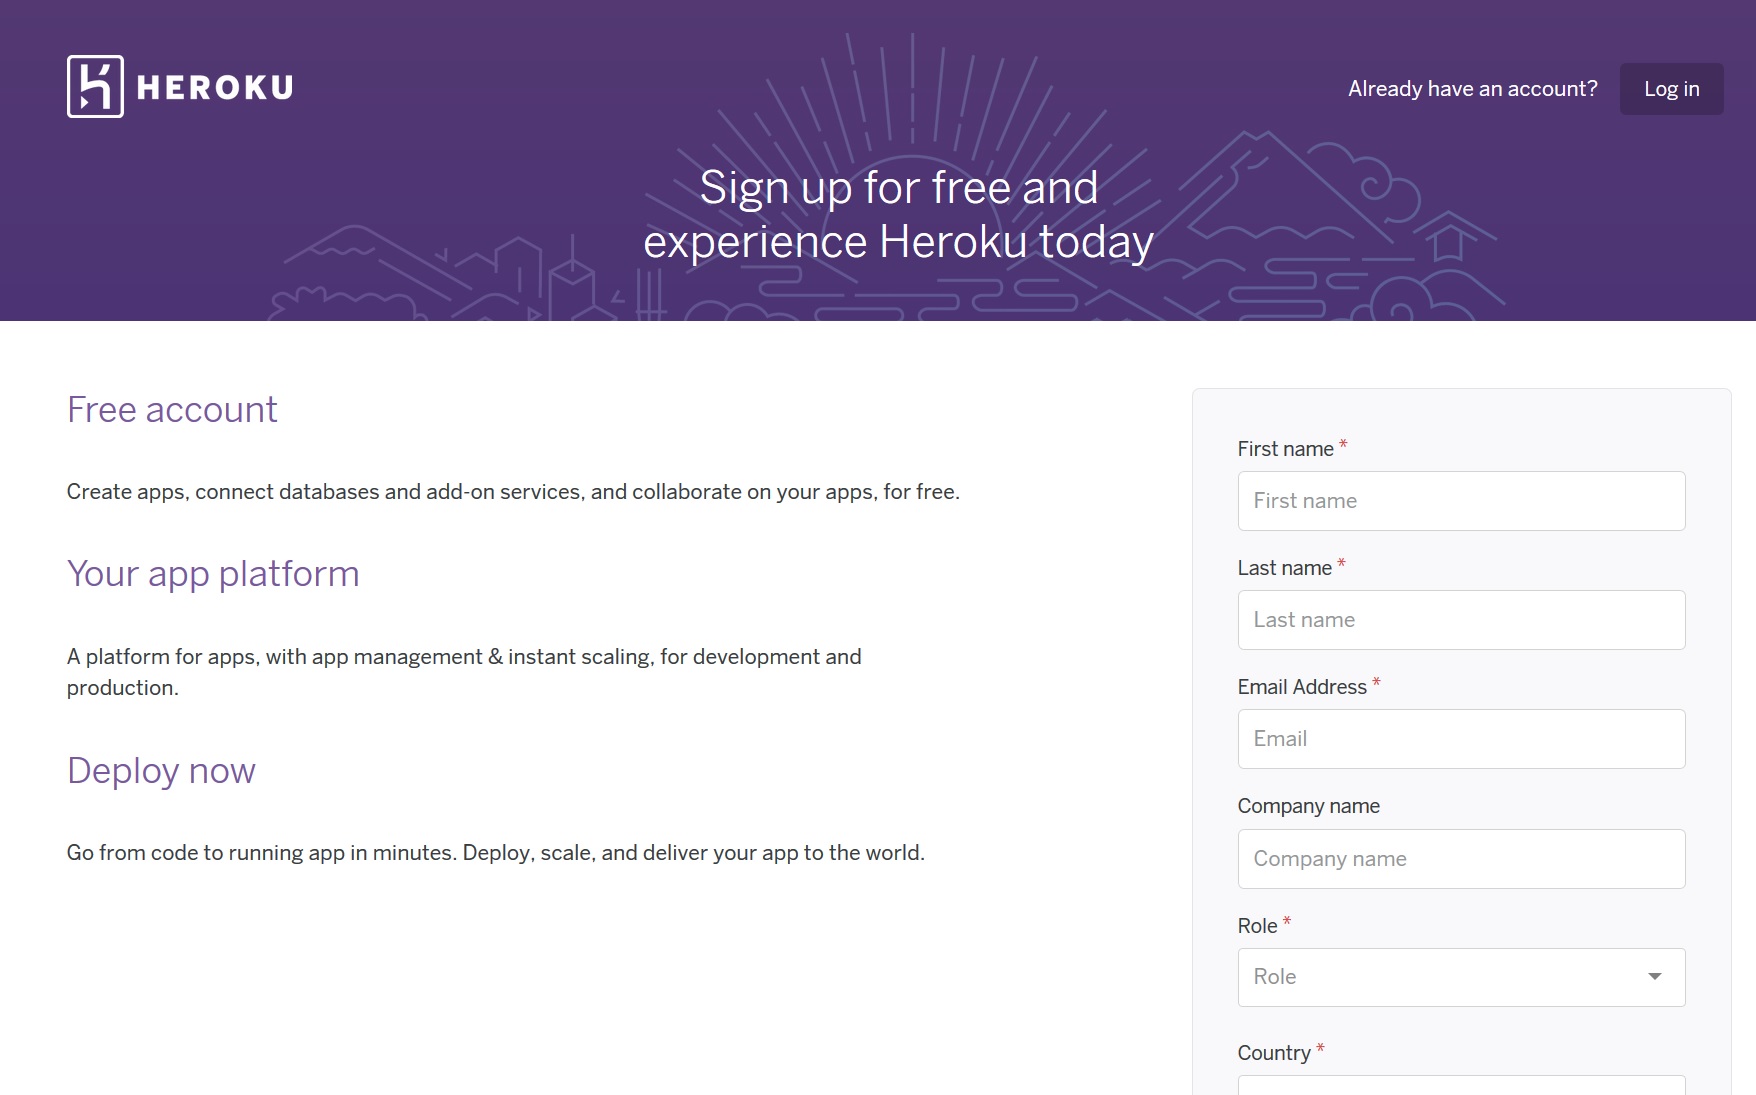 HEROKU
Already have an account?
Log in
Sign up for free and
experience Heroku today
Free account
Create apps, connect databases and add-on services, and collaborate on your apps, for free.
Your app platform
A platform for apps, with app management & instant scaling, for development and
production.
Deploy now
Go from code to running app in minutes. Deploy, scale, and deliver your app to the world.
First name *
First name
Last name *
Last name
Email Address *
Email
Company name
Company name
Role *
Role
Country *